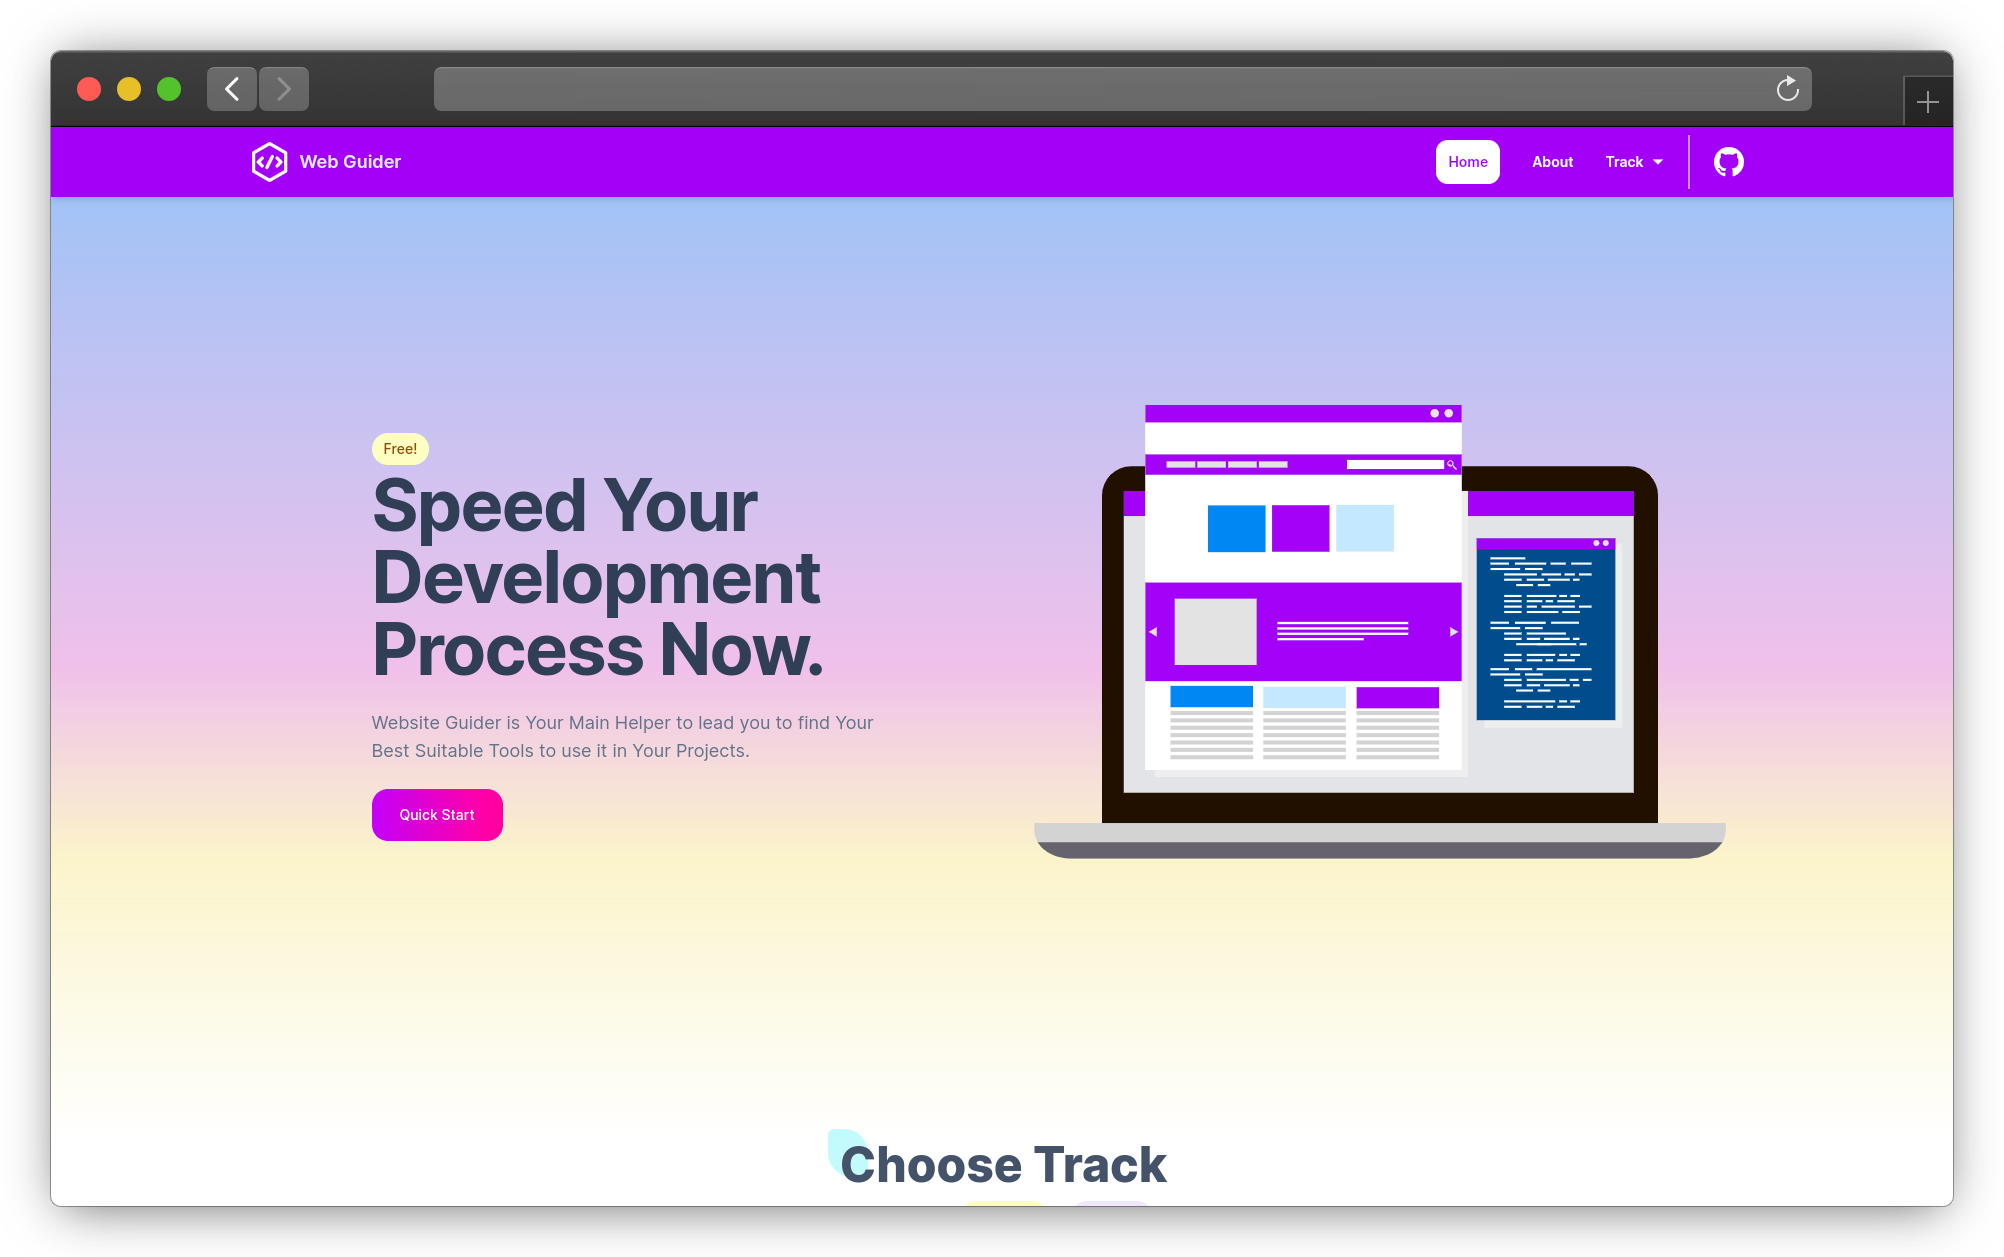 Web Guider
Home
About
Track
Free!
Speed Your
Development
Process Now.
Website Guider is Your Main Helper to lead you to find Your
Best Suitable Tools to use it in Your Projects.
Quick Start
Choose Track